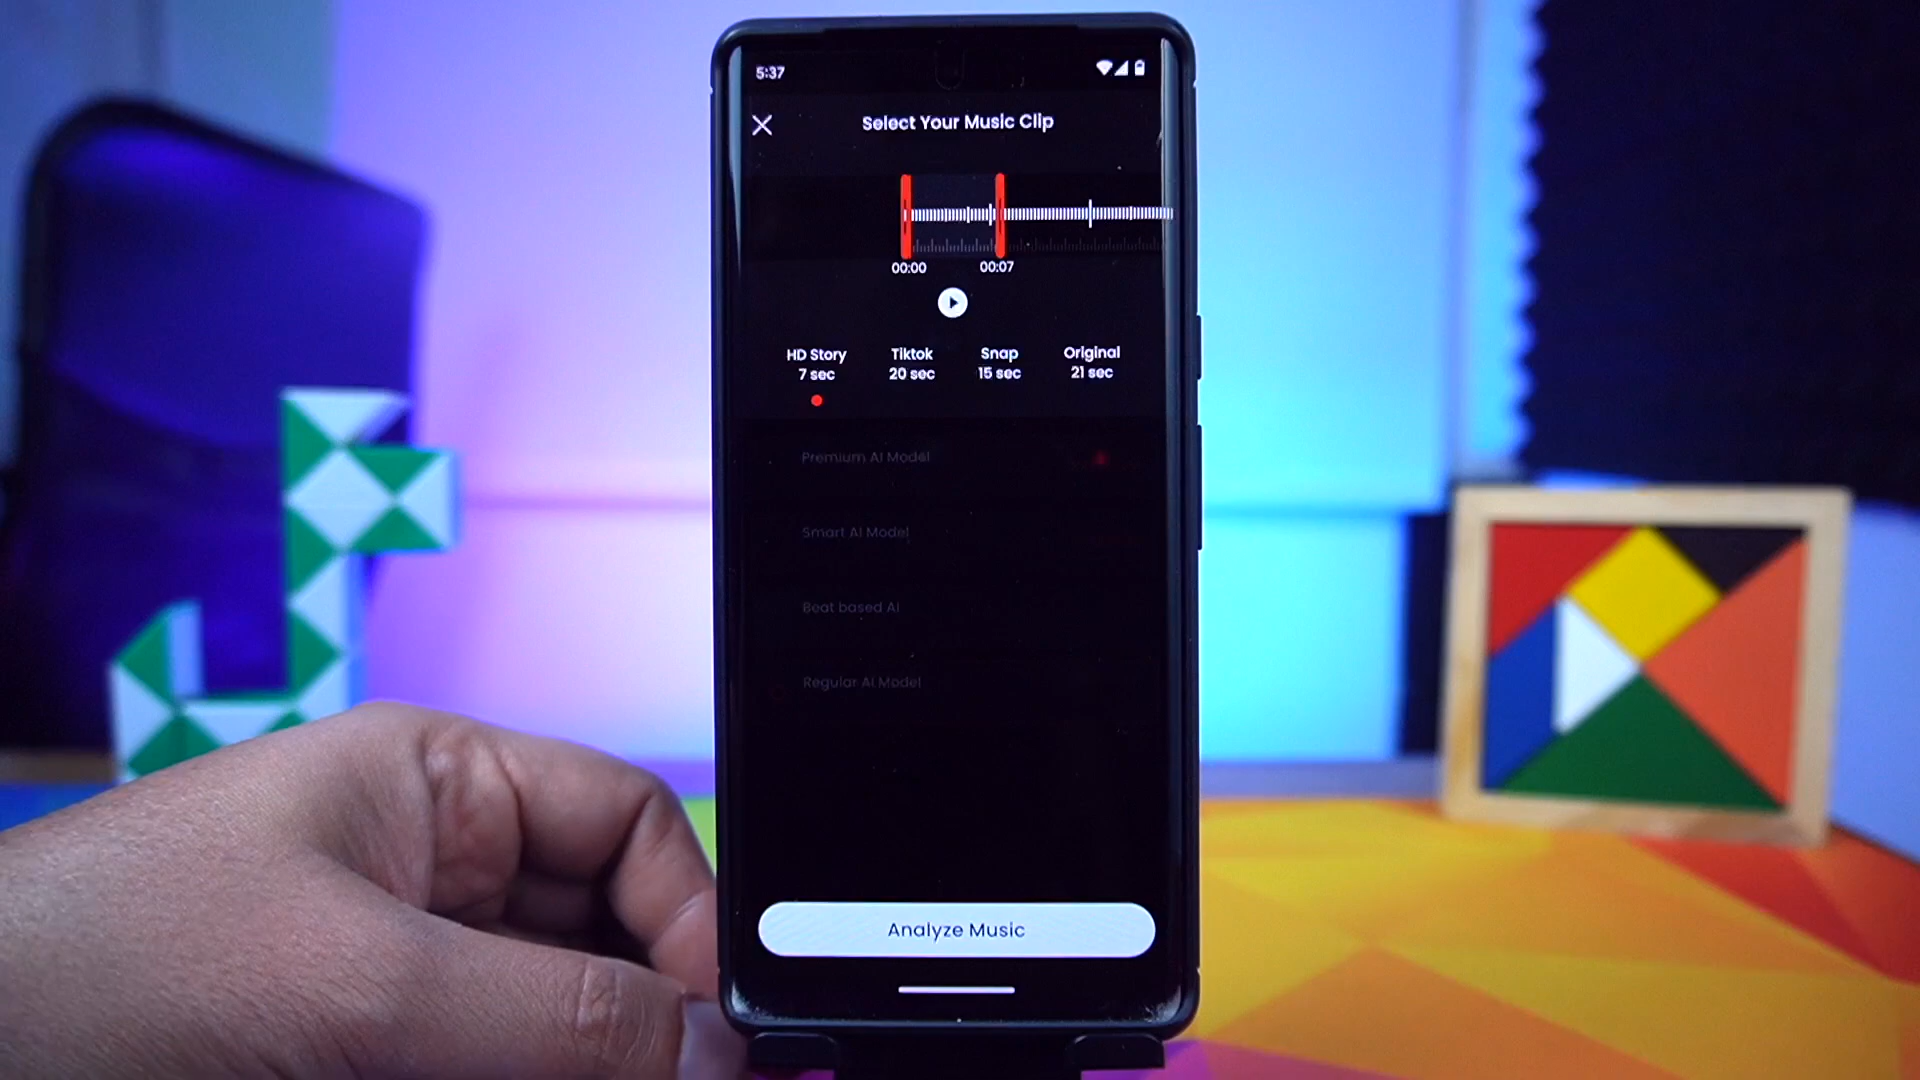 5:37
Select Your Music Clip
00:00 00:07
HD Story Tiktok Snap Original
7 sec 20 sec 15 sec 21 sec
Premium AI Model
Smart AI Model
Beat based AI
Regular AI Model
Analyze Music